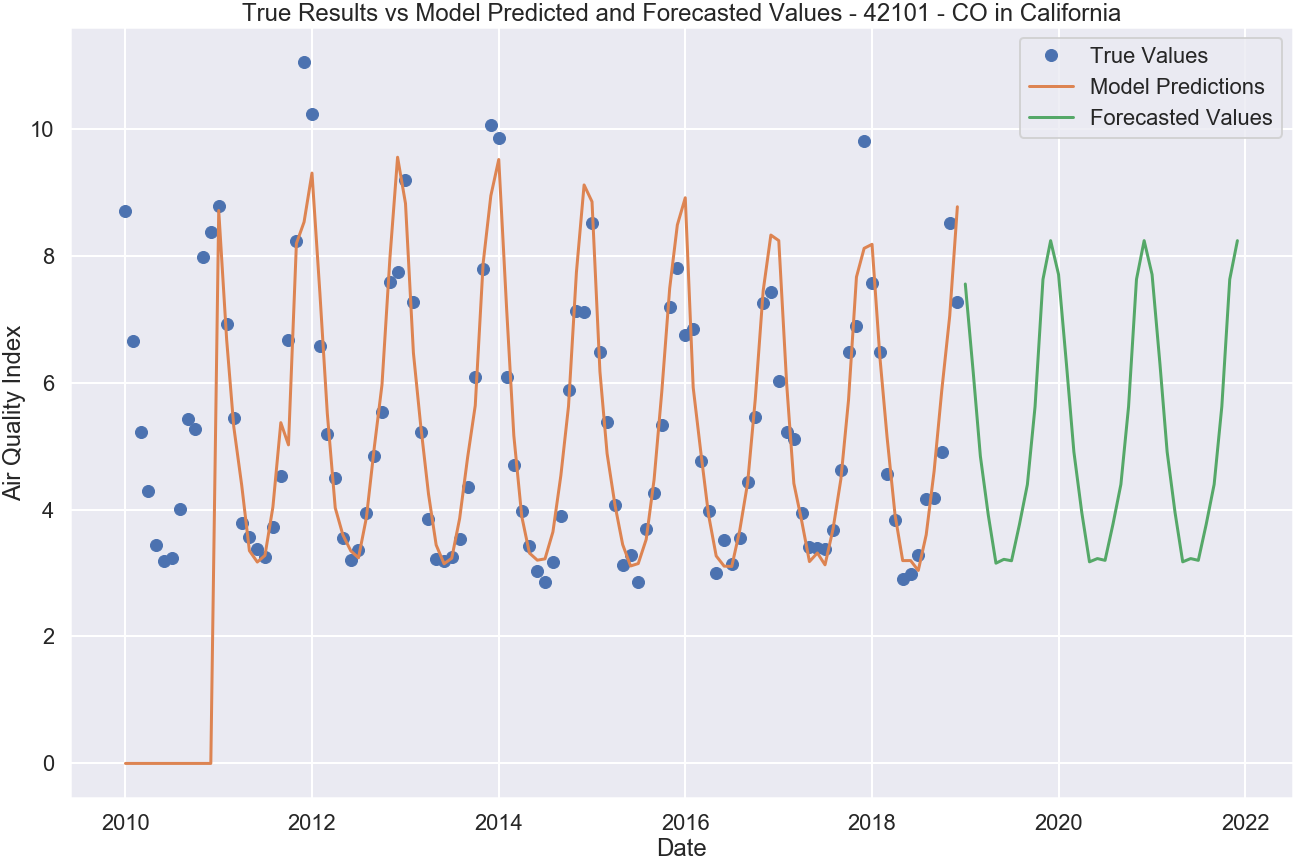 True Results vs Model Predicted and Forecasted Values - 42101 - CO in California
True Values
Model Predictions
Forecasted Values
Air Quality Index
10
8
6
4
2
0
2010 2012 2014 2016 2018 2020 2022
Date